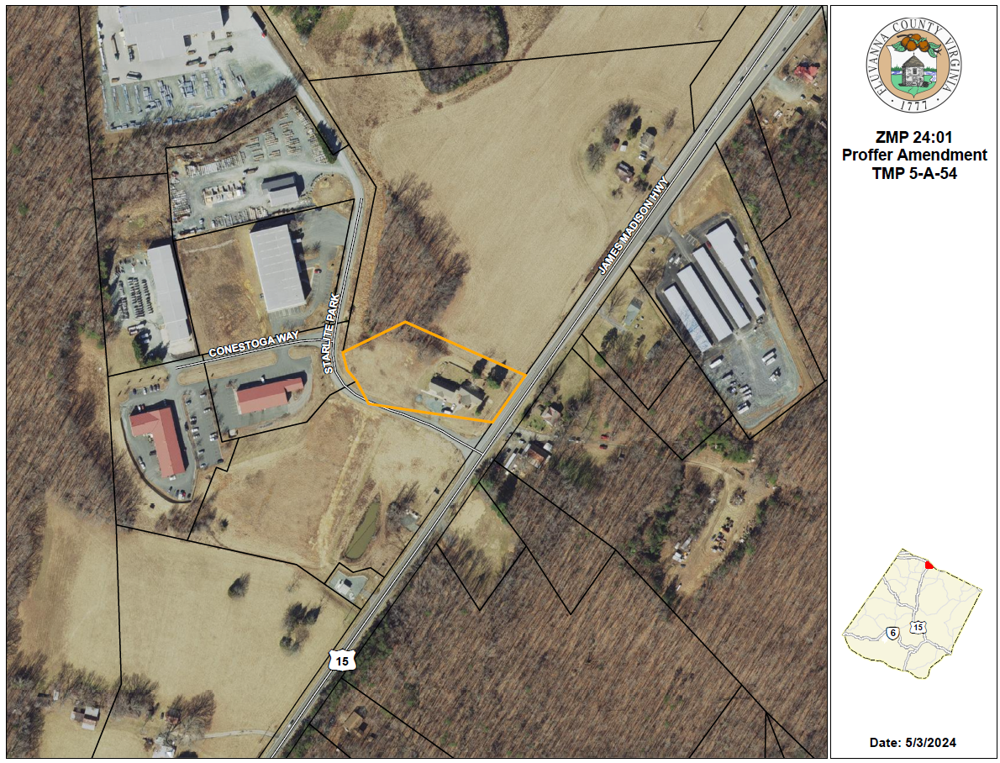 FLUVANNA COUNTY VIRGINIA
· 1777 ·
ZMP 24:01
Proffer Amendment
TMP 5-A-54
JAMES MADISON HWY
STARLITE PARK
CONESTOGA WAY
15
6
15
Date: 5/3/2024